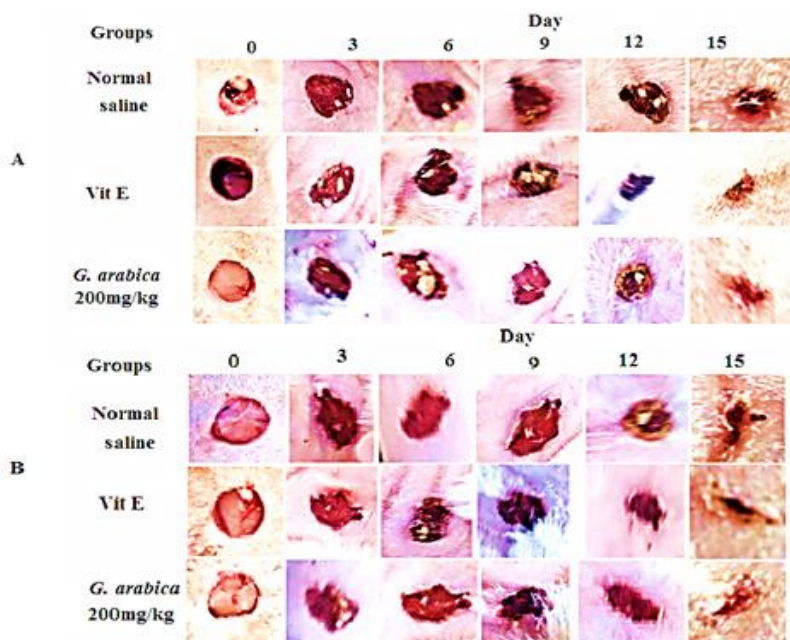 Groups
Day
0 3 6 9 12 15
Normal
saline
A
Vit E
G. arabica
200mg/kg
Day
0 3 6 9 12 15
Groups
Normal
saline
B
Vit E
G. arabica
200mg/kg